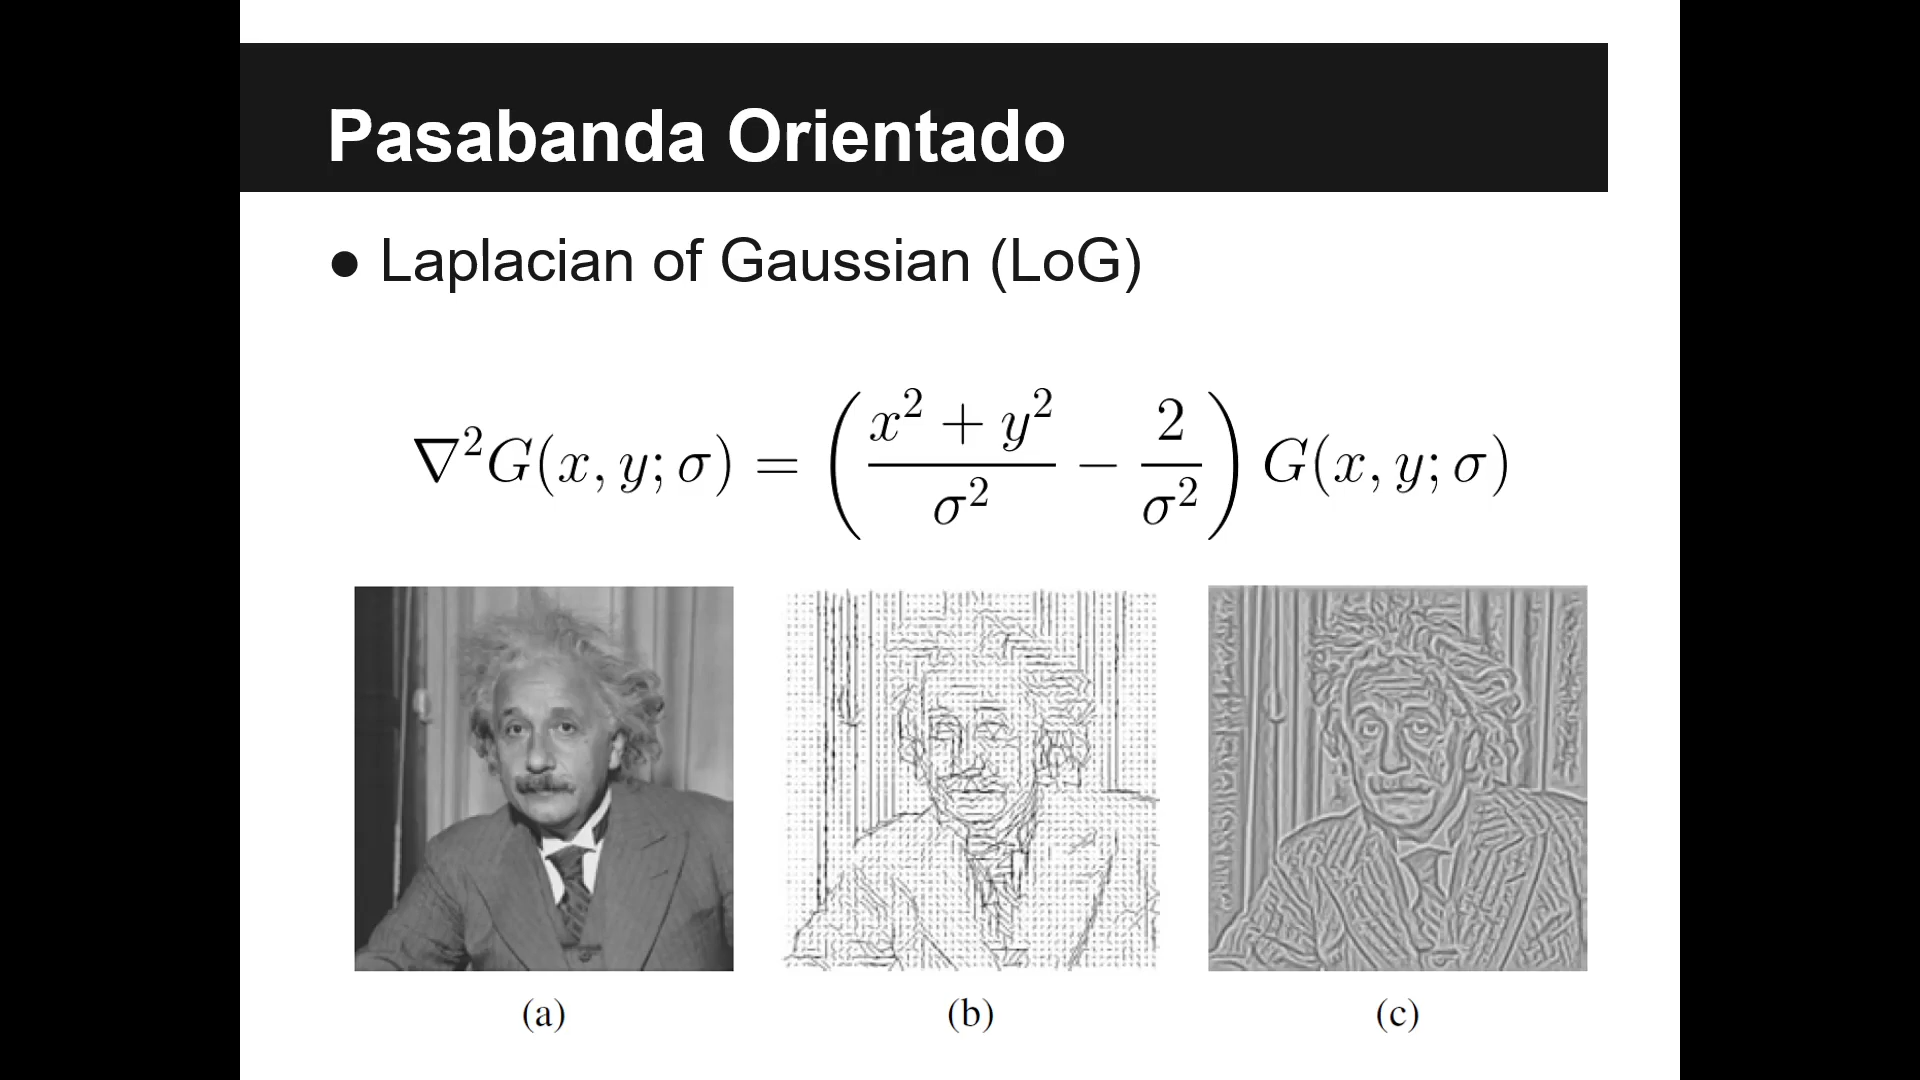 Pasabanda Orientado
● Laplacian of Gaussian (LoG)
∇²G(x, y; σ) = ( (x² + y²)/σ² − 2/σ² ) G(x, y; σ)
(a) (b) (c)